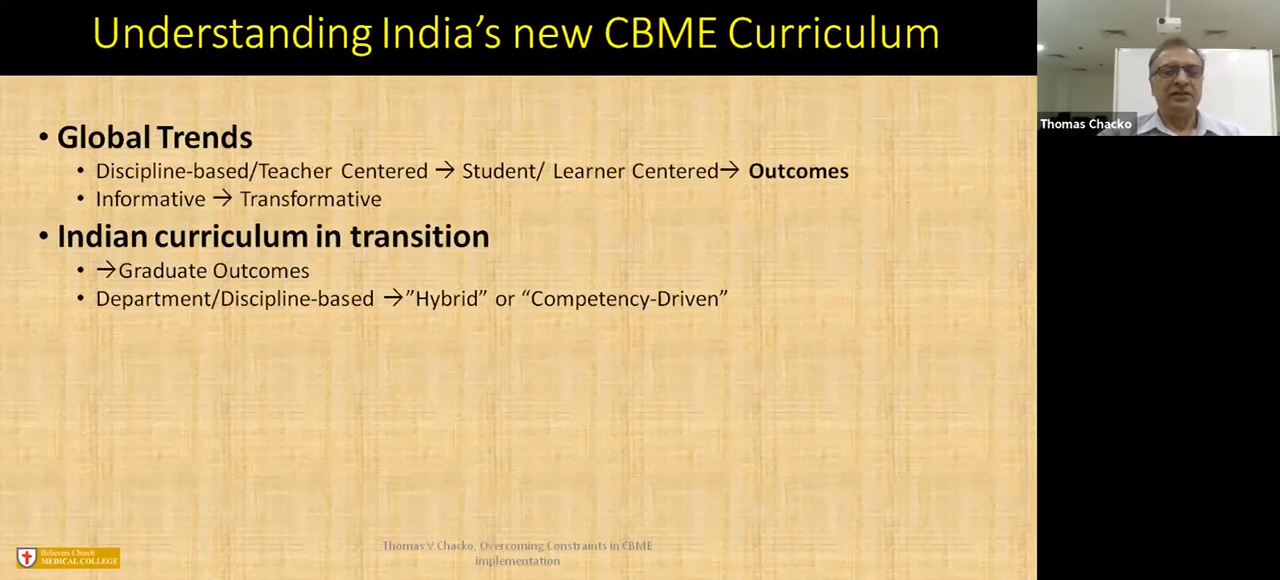 Understanding India's new CBME Curriculum
Thomas Chacko
• Global Trends
• Discipline-based/Teacher Centered → Student/ Learner Centered→ Outcomes
• Informative → Transformative
• Indian curriculum in transition
• →Graduate Outcomes
• Department/Discipline-based →”Hybrid” or “Competency-Driven”
Believers Church
MEDICAL COLLEGE
Thomas V Chacko, Overcoming Constraints in CBME
implementation